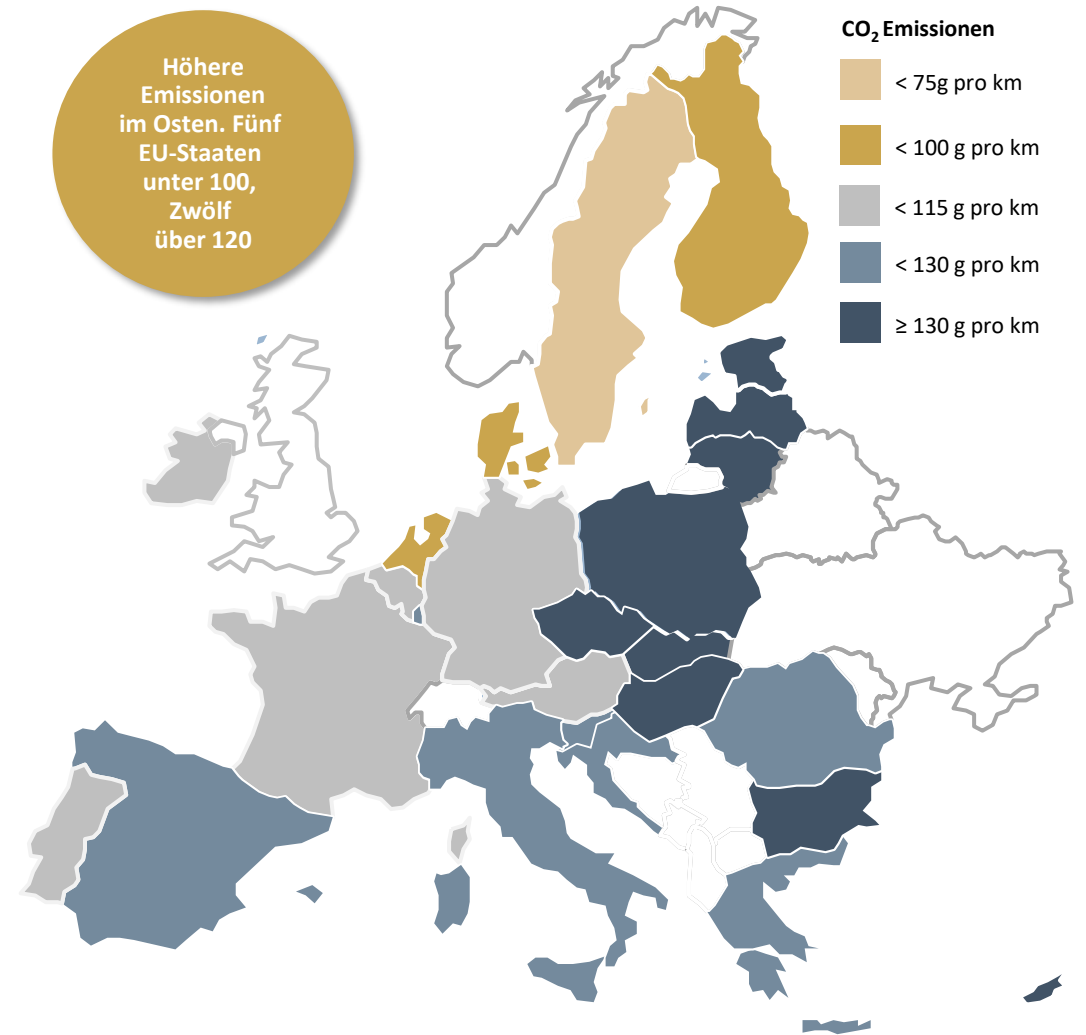 Höhere
Emissionen
im Osten. Fünf
EU-Staaten
unter 100,
Zwölf
über 120
CO₂ Emissionen
< 75g pro km
< 100 g pro km
< 115 g pro km
< 130 g pro km
≥ 130 g pro km